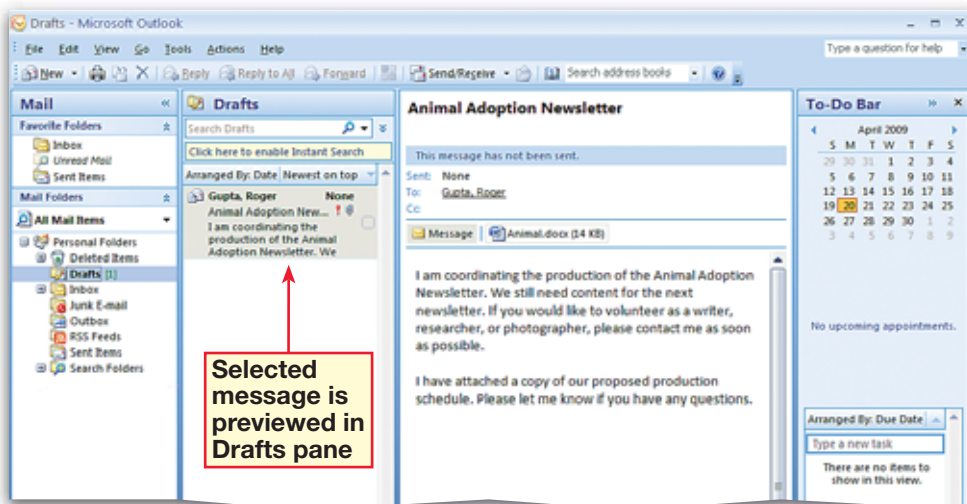 Drafts - Microsoft Outlook
File Edit View Go Tools Actions Help
Type a question for help
New Reply Reply to All Forward Send/Receive Search address books
Mail
Favorite Folders
Inbox
Unread Mail
Sent Items
Mail Folders
All Mail Items
Personal Folders
Deleted Items
Drafts [1]
Inbox
Junk E-mail
Outbox
RSS Feeds
Sent Items
Search Folders
Drafts
Search Drafts
Click here to enable Instant Search
Arranged By: Date Newest on top
Gupta, Roger None
Animal Adoption New...
I am coordinating the
production of the Animal
Adoption Newsletter. We
Selected
message is
previewed in
Drafts pane
Animal Adoption Newsletter
This message has not been sent.
Sent: None
To: Gupta, Roger
Cc:
Message Animal.docx (14 KB)
I am coordinating the production of the Animal Adoption
Newsletter. We still need content for the next
newsletter. If you would like to volunteer as a writer,
researcher, or photographer, please contact me as soon
as possible.
I have attached a copy of our proposed production
schedule. Please let me know if you have any questions.
To-Do Bar
April 2009
S M T W T F S
29 30 31 1 2 3 4
5 6 7 8 9 10 11
12 13 14 15 16 17 18
19 20 21 22 23 24 25
26 27 28 29 30 1 2
3 4 5 6 7 8 9
No upcoming appointments.
Arranged By: Due Date
Type a new task
There are no items to
show in this view.